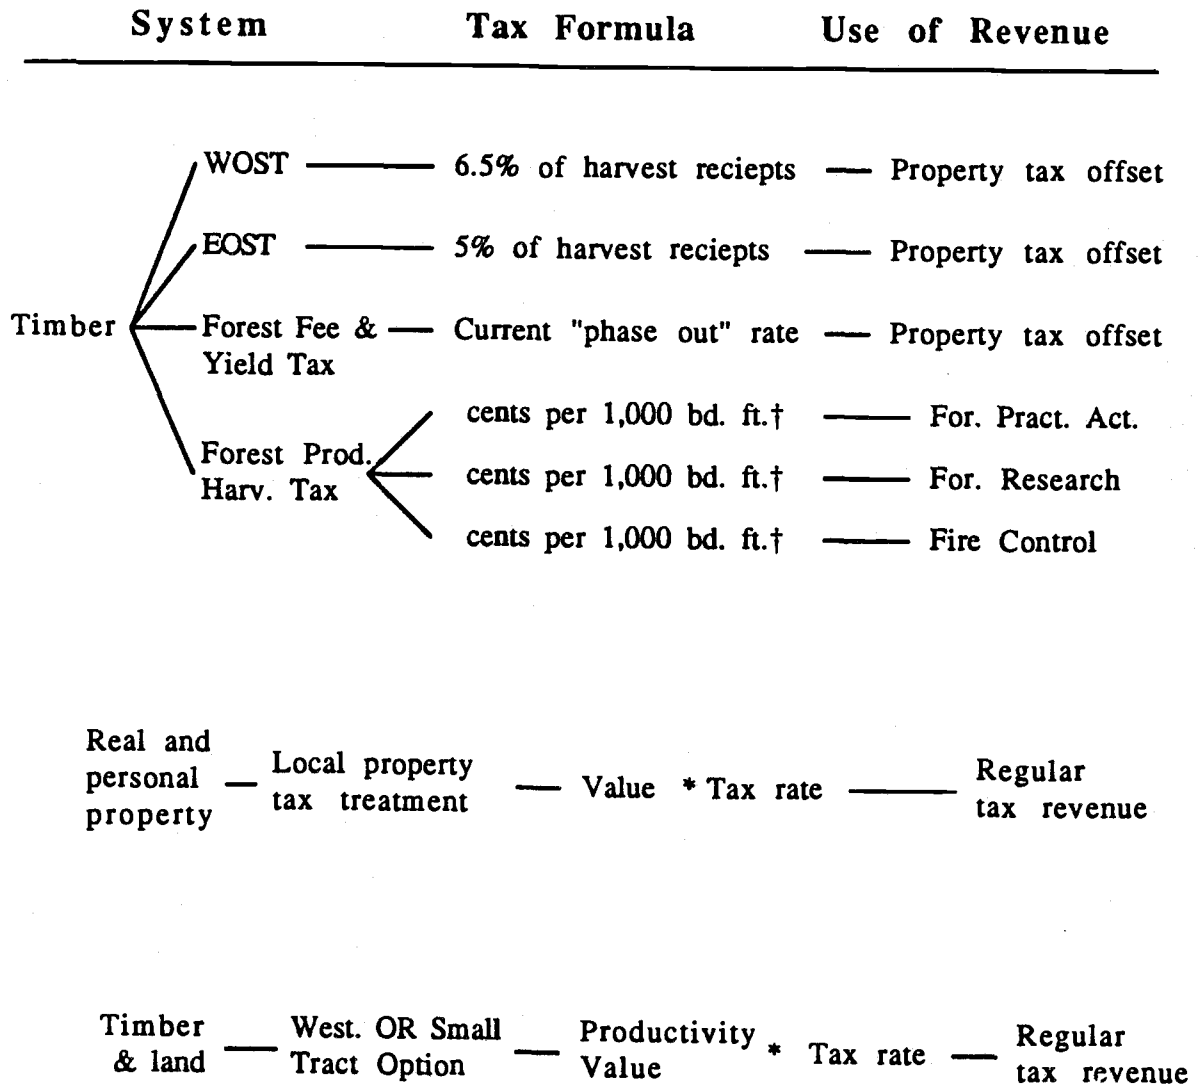 System Tax Formula Use of Revenue
WOST 6.5% of harvest reciepts Property tax offset
EOST 5% of harvest reciepts Property tax offset
Timber Forest Fee & Current "phase out" rate Property tax offset
Yield Tax
cents per 1,000 bd. ft.† For. Pract. Act.
Forest Prod.
Harv. Tax cents per 1,000 bd. ft.† For. Research
cents per 1,000 bd. ft.† Fire Control
Real and
personal
property
Local property
tax treatment
Value * Tax rate
Regular
tax revenue
Timber
& land
West. OR Small
Tract Option
Productivity
Value
* Tax rate
Regular
tax revenue